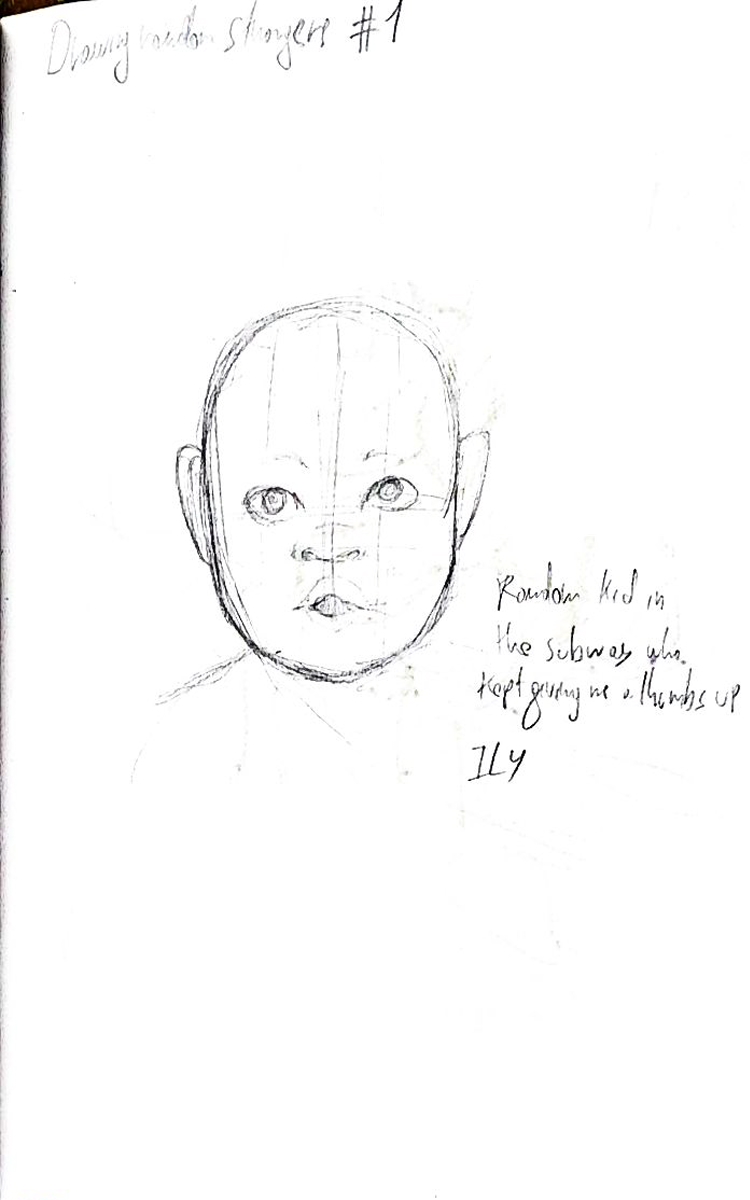 Drawing random strangers #1
Random kid in
the subway who
kept giving me a thumbs up
ILY